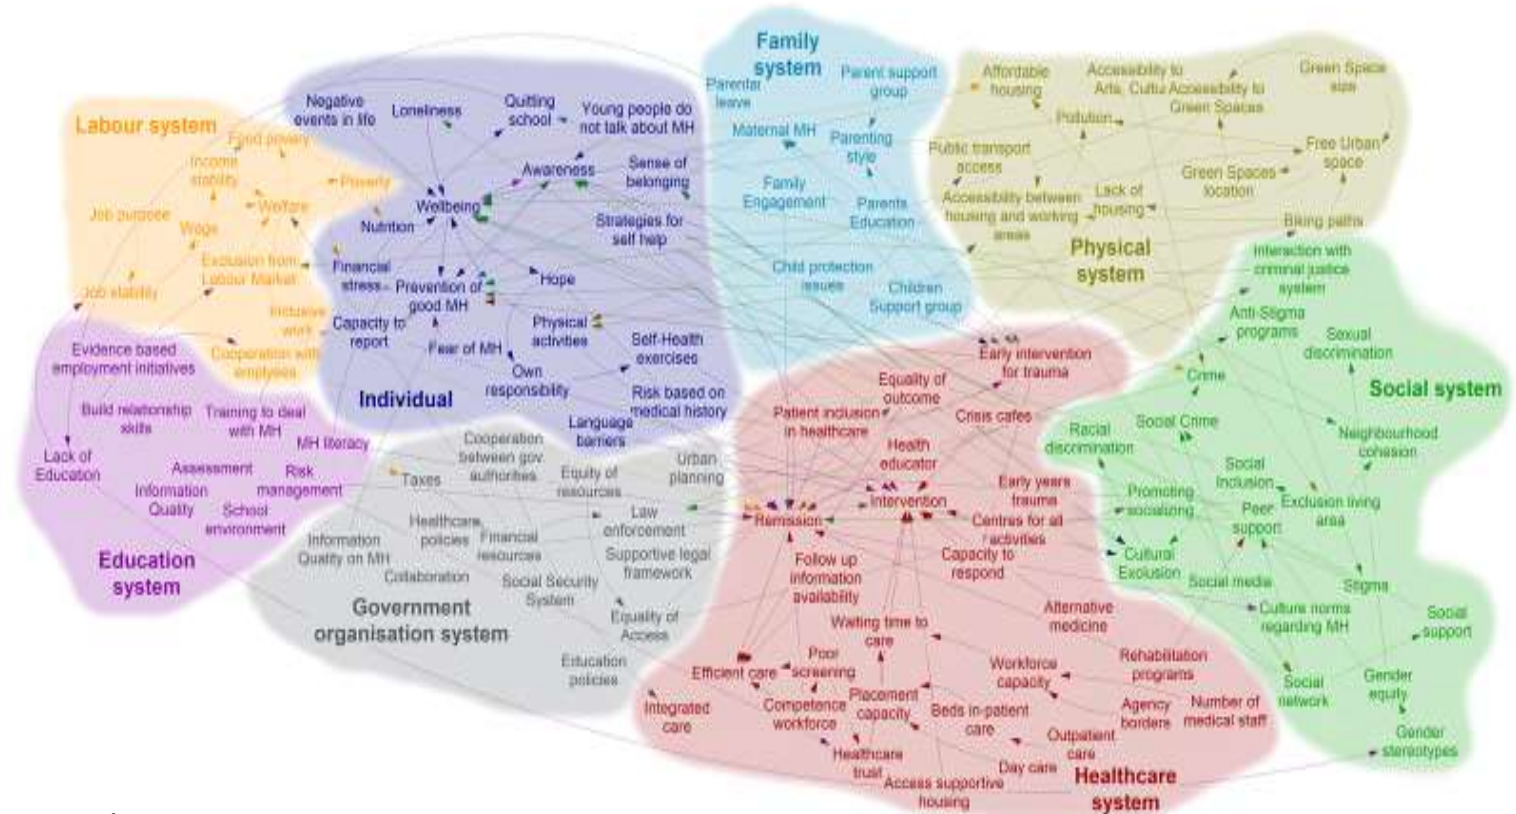 Labour system
Food povery
Income
stability
Poverty
Job purpose
Welfare
Wage
Exclusion from
Labour Market
Job stability
Inclusive
work
Cooperation with
emplyees
Negative
events in life
Loneliness
Quitting
school
Young people do
not talk about MH
Awareness
Sense of
belonging
Wellbeing
Nutrition
Strategies for
self help
Financial
stress
Prevention of
good MH
Hope
Capacity to
report
Physical
activities
Fear of MH
Self-Health
exercises
Own
responsibility
Risk based on
medical history
Individual
Language
barriers
Family
system
Parental
leave
Parent support
group
Maternal MH
Parenting
style
Family
Engagement
Parents
Education
Child protection
issues
Children
Support group
Affordable
housing
Accessibility to
Arts, Cultu
Accessibility to
Green Spaces
Green Space
size
Pollution
Public transport
access
Free Urban
space
Green Spaces
location
Accessibility between
housing and working
areas
Lack of
housing
Biking paths
Physical
system
Interaction with
criminal justice
system
Anti-Stigma
programs
Sexual
discrimination
Crime
Social system
Social Crime
Racial
discrimination
Neighbourhood
cohesion
Social
Inclusion
Promoting
socializing
Exclusion living
area
Peer
support
Cultural
Exclusion
Social media
Stigma
Culture norms
regarding MH
Social
support
Social
network
Gender
equity
Gender
stereotypes
Evidence based
employment initiatives
Build relationship
skills
Training to deal
with MH
MH literacy
Lack of
Education
Assessment
Risk
management
Information
Quality
School
environment
Education
system
Cooperation
between gov.
authorities
Taxes
Equity of
resources
Urban
planning
Healthcare
policies
Financial
resources
Law
enforcement
Information
Quality on MH
Supportive legal
framework
Collaboration
Social Security
System
Government
organisation system
Equality of
Access
Education
policies
Early intervention
for trauma
Equality of
outcome
Patient inclusion
in healthcare
Crisis cafes
Health
educator
Early years
trauma
Intervention
Remission
Centres for all
activities
Capacity to
respond
Follow up
information
availability
Alternative
medicine
Waiting time to
care
Poor
screening
Efficient care
Workforce
capacity
Rehabilitation
programs
Integrated
care
Competence
workforce
Placement
capacity
Beds in-patient
care
Agency
borders
Number of
medical staff
Outpatient
care
Healthcare
trust
Day care
Access supportive
housing
Healthcare
system